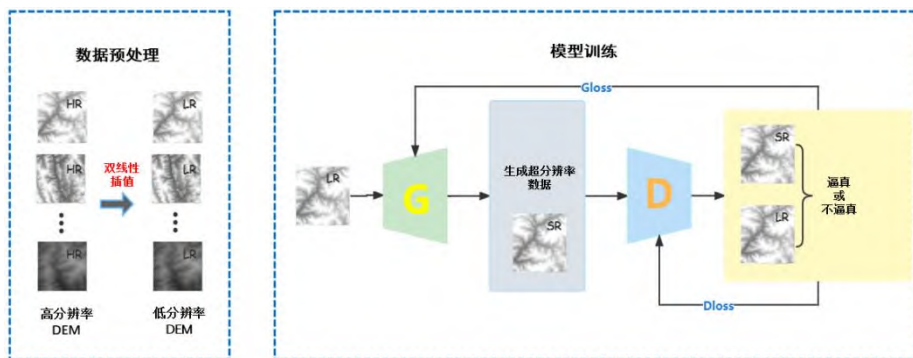 数据预处理
HR
LR
HR
LR
双线性
插值
HR
LR
高分辨率
DEM
低分辨率
DEM
模型训练
Gloss
LR
G
生成超分辨率
数据
SR
D
SR
LR
逼真
或
不逼真
Dloss